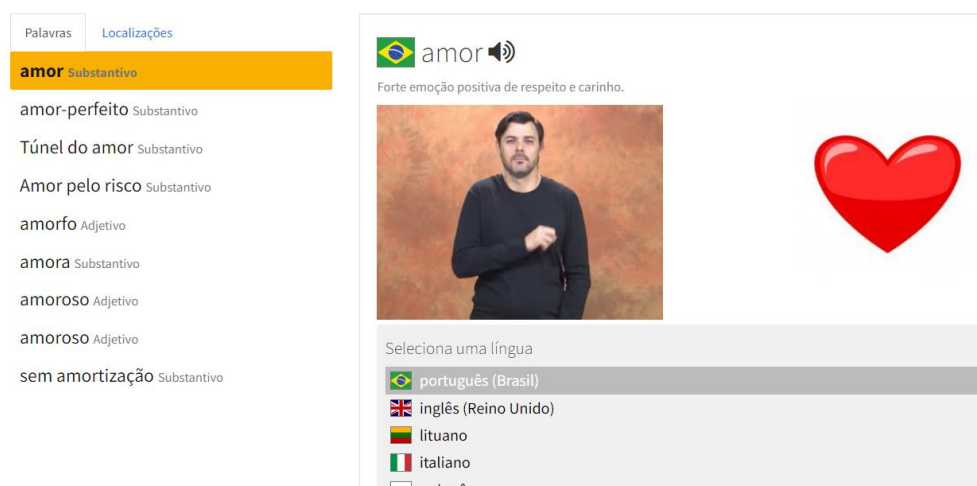 Palavras Localizações
amor Substantivo
amor-perfeito Substantivo
Túnel do amor Substantivo
Amor pelo risco Substantivo
amorfo Adjetivo
amora Substantivo
amoroso Adjetivo
amoroso Adjetivo
sem amortização Substantivo
amor
Forte emoção positiva de respeito e carinho.
Seleciona uma língua
português (Brasil)
inglês (Reino Unido)
lituano
italiano